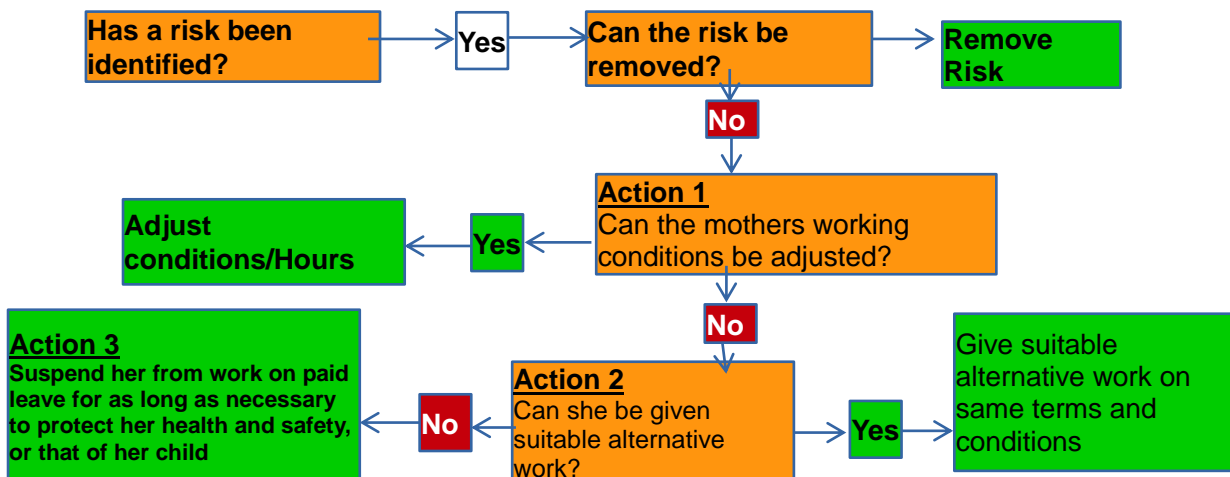 Has a risk been
identified?
Yes
Can the risk be
removed?
Remove
Risk
No
Action 1
Can the mothers working
conditions be adjusted?
Yes
Adjust
conditions/Hours
No
Action 2
Can she be given
suitable alternative
work?
Yes
Give suitable
alternative work on
same terms and
conditions
No
Action 3
Suspend her from work on paid
leave for as long as necessary
to protect her health and safety,
or that of her child